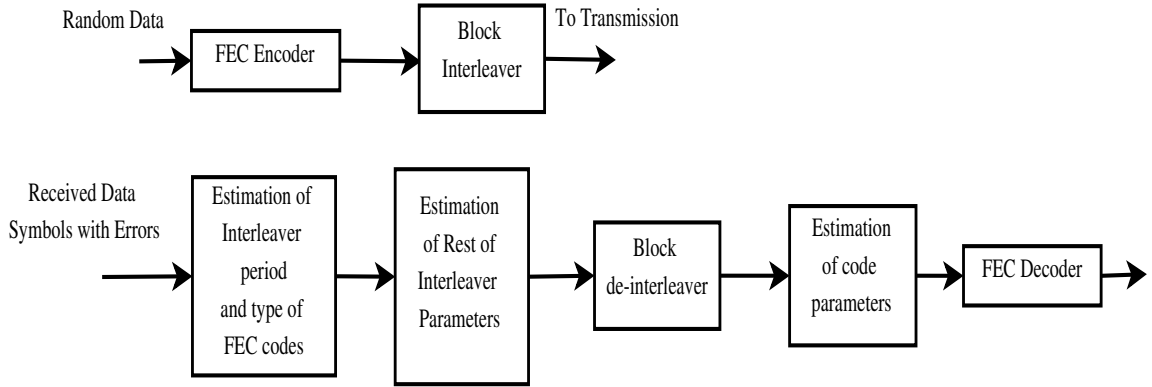 Random Data
FEC Encoder
Block
Interleaver
To Transmission
Received Data
Symbols with Errors
Estimation of
Interleaver
period
and type of
FEC codes
Estimation
of Rest of
Interleaver
Parameters
Block
de-interleaver
Estimation
of code
parameters
FEC Decoder